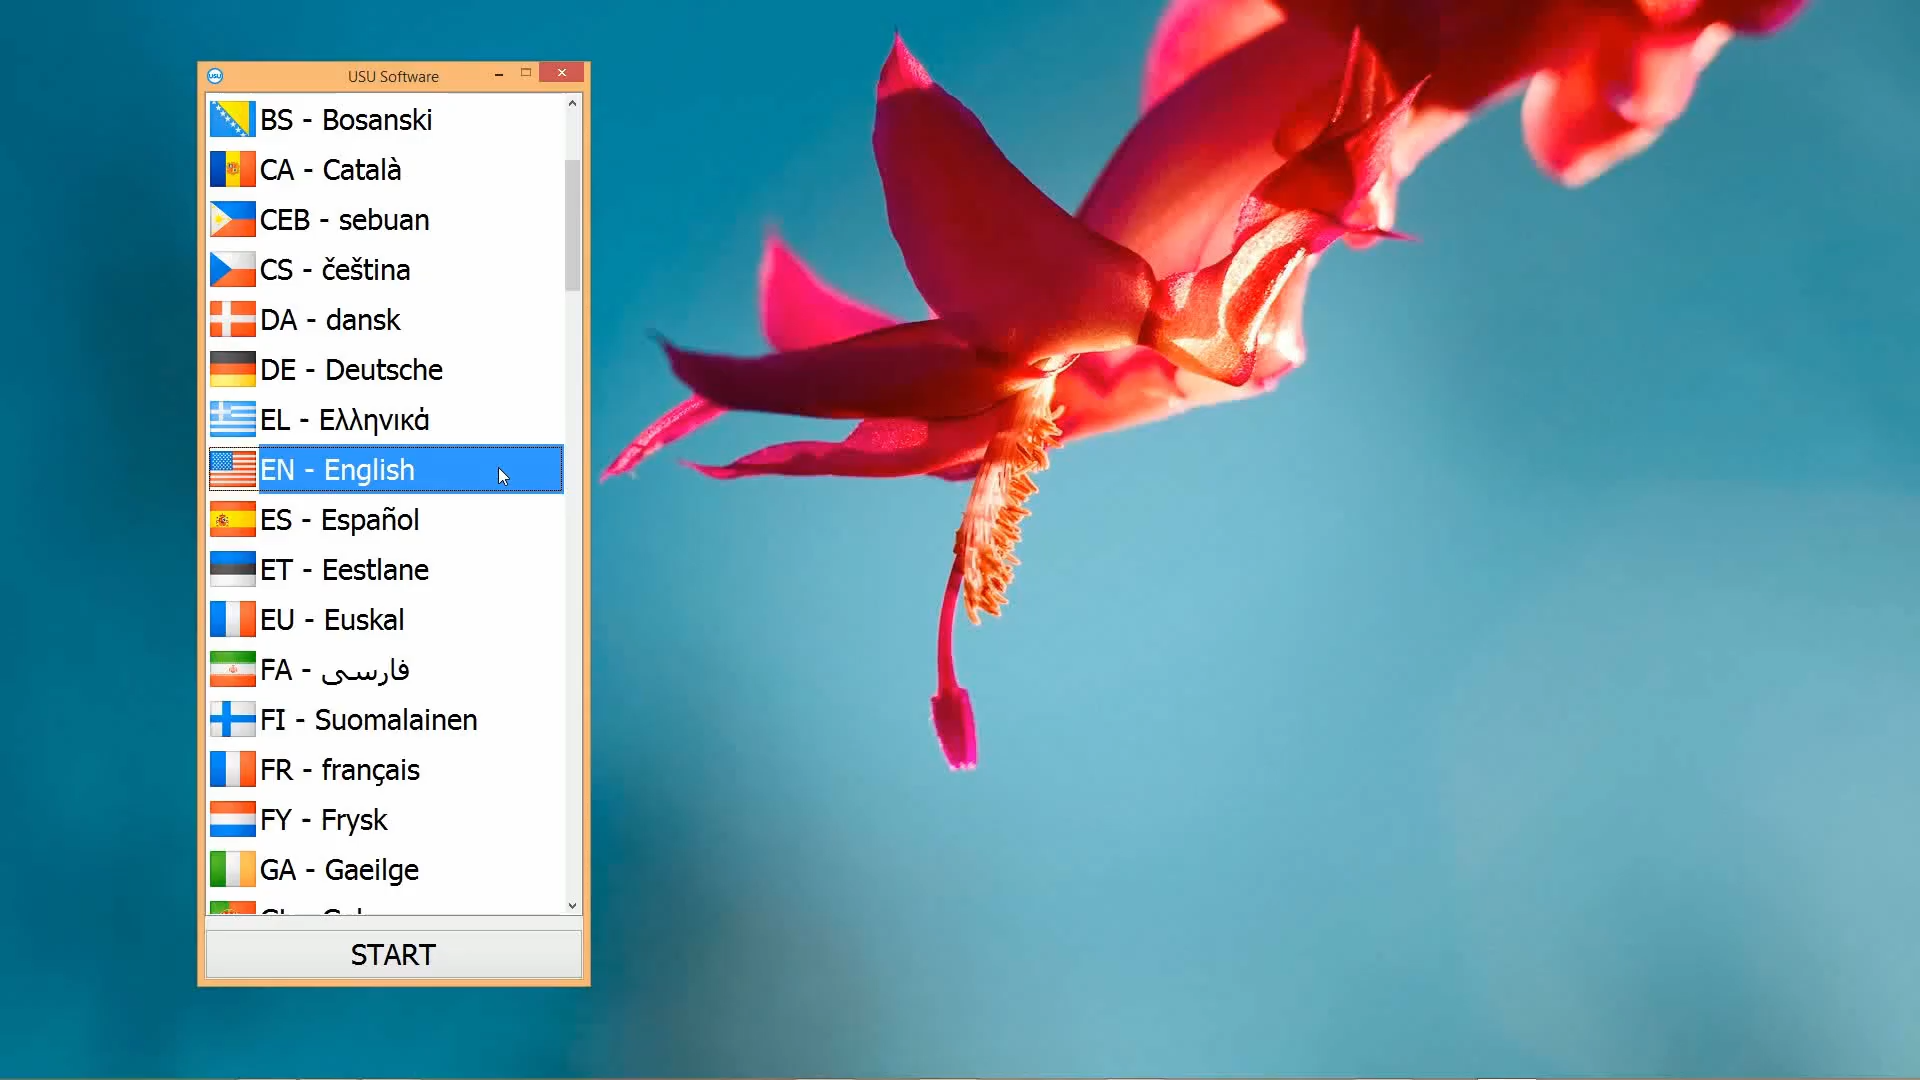 USU Software
BS - Bosanski
CA - Català
CEB - sebuan
CS - čeština
DA - dansk
DE - Deutsche
EL - Ελληνικά
EN - English
ES - Español
ET - Eestlane
EU - Euskal
FA - فارسی
FI - Suomalainen
FR - français
FY - Frysk
GA - Gaeilge
START